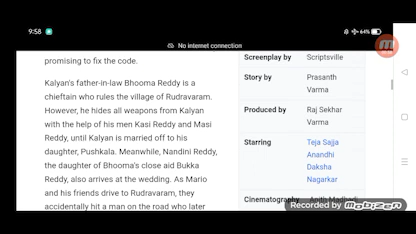 9:58
64%
No internet connection
promising to fix the code.
Kalyan's father-in-law Bhooma Reddy is a
chieftain who rules the village of Rudravaram.
However, he hides all weapons from Kalyan
with the help of his men Kasi Reddy and Masi
Reddy, until Kalyan is married off to his
daughter, Pushkala. Meanwhile, Nandini Reddy,
the daughter of Bhooma's close aid Bukka
Reddy, also arrives at the wedding. As Mario
and his friends drive to Rudravaram, they
accidentally hit a man on the road who later
Screenplay by Scriptsville
Story by Prasanth
Varma
Produced by Raj Sekhar
Varma
Starring Teja Sajja
Anandhi
Daksha
Nagarkar
Cinematography Anith
Recorded by mobizen